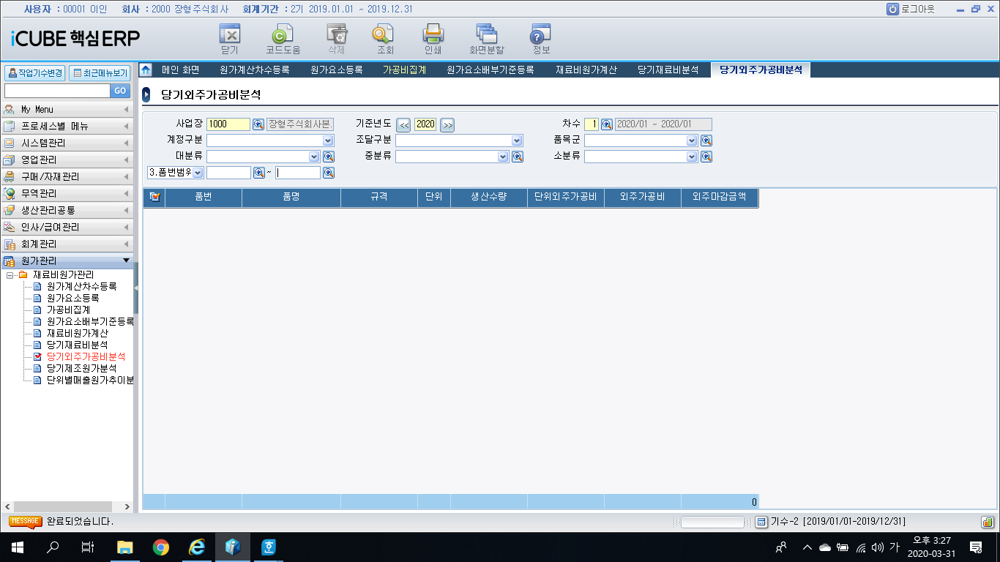 사용자 : 00001 이인 회사 : 2000 장형주식회사 회계기간 : 2기 2019.01.01 ~ 2019.12.31 로그아웃
iCUBE 핵심ERP
닫기 코드도움 삭제 조회 인쇄 화면분할 정보
작업기수변경 최근메뉴보기
메인 화면 원가계산차수등록 원가요소등록 가공비집계 원가요소배부기준등록 재료비원가계산 당기재료비분석 당기외주가공비분석
GO
My Menu
프로세스별 메뉴
시스템관리
영업관리
구매/자재관리
무역관리
생산관리공통
인사/급여관리
회계관리
원가관리
재료비원가관리
원가계산차수등록
원가요소등록
가공비집계
원가요소배부기준등록
재료비원가계산
당기재료비분석
당기외주가공비분석
당기제조원가분석
단위별매출원가추이분
당기외주가공비분석
사업장 1000 장형주식회사본. 기준년도 << 2020 >> 차수 1 2020/01 ~ 2020/01
계정구분 조달구분 품목군
대분류 중분류 소분류
3.품번범위 ~
품번 품명 규격 단위 생산수량 단위외주가공비 외주가공비 외주마감금액
0
MESSAGE 완료되었습니다. 기수-2 [2019/01/01-2019/12/31]
가 오후 3:27
2020-03-31